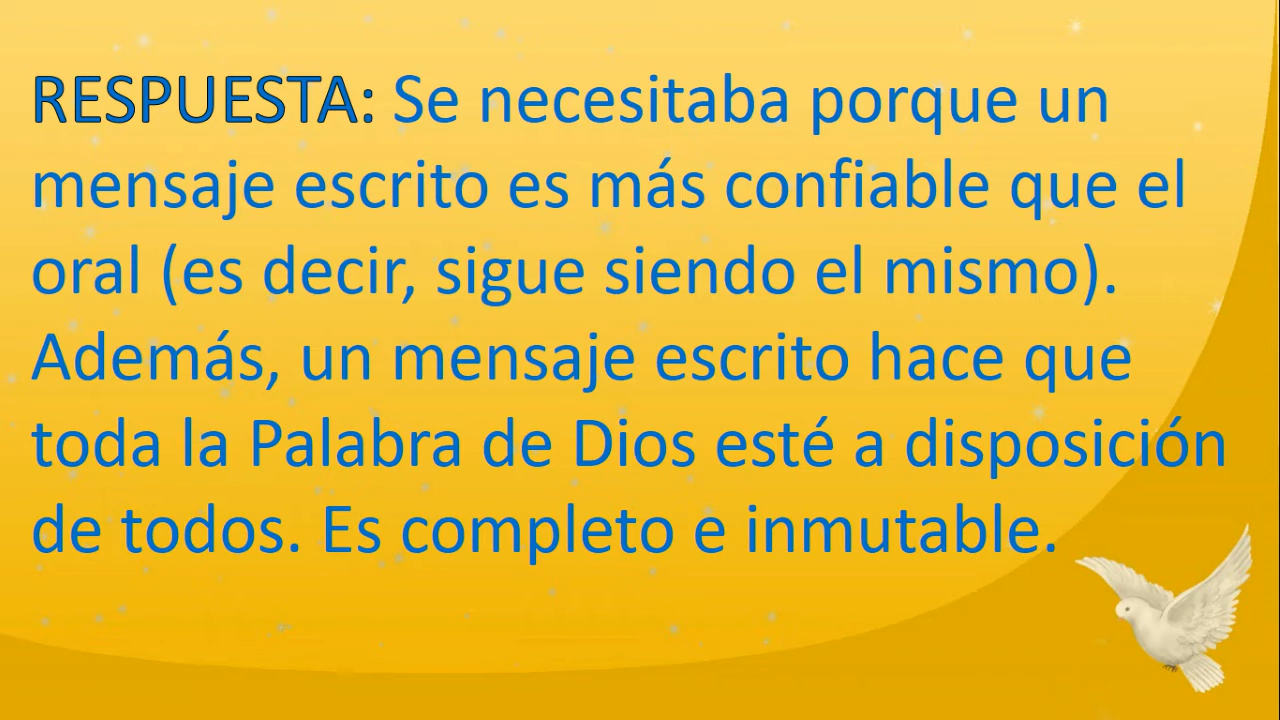 RESPUESTA: Se necesitaba porque un
mensaje escrito es más confiable que el
oral (es decir, sigue siendo el mismo).
Además, un mensaje escrito hace que
toda la Palabra de Dios esté a disposición
de todos. Es completo e inmutable.